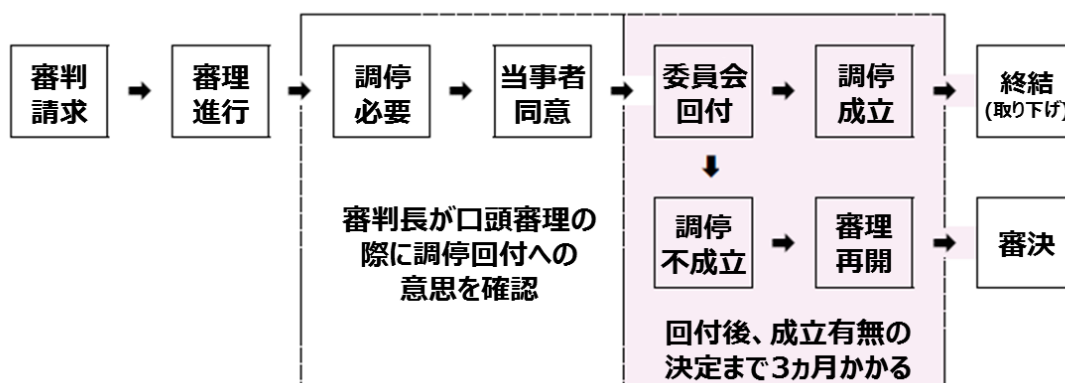 審判
請求
審理
進行
調停
必要
当事者
同意
委員会
回付
調停
成立
終結
(取り下げ)
調停
不成立
審理
再開
審決
審判長が口頭審理の
際に調停回付への
意思を確認
回付後、成立有無の
決定まで3ヵ月かかる